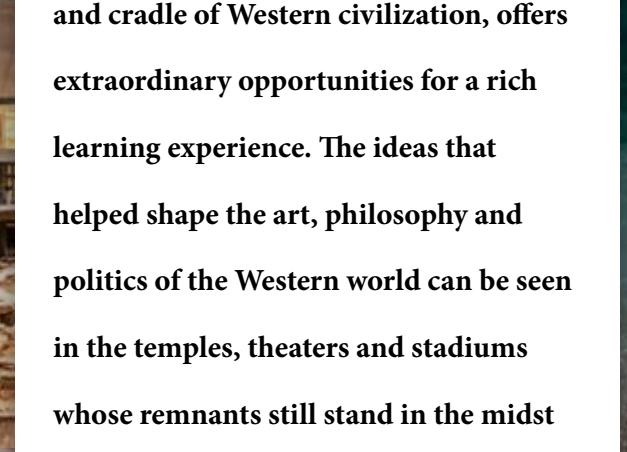 and cradle of Western civilization, offers
extraordinary opportunities for a rich
learning experience. The ideas that
helped shape the art, philosophy and
politics of the Western world can be seen
in the temples, theaters and stadiums
whose remnants still stand in the midst